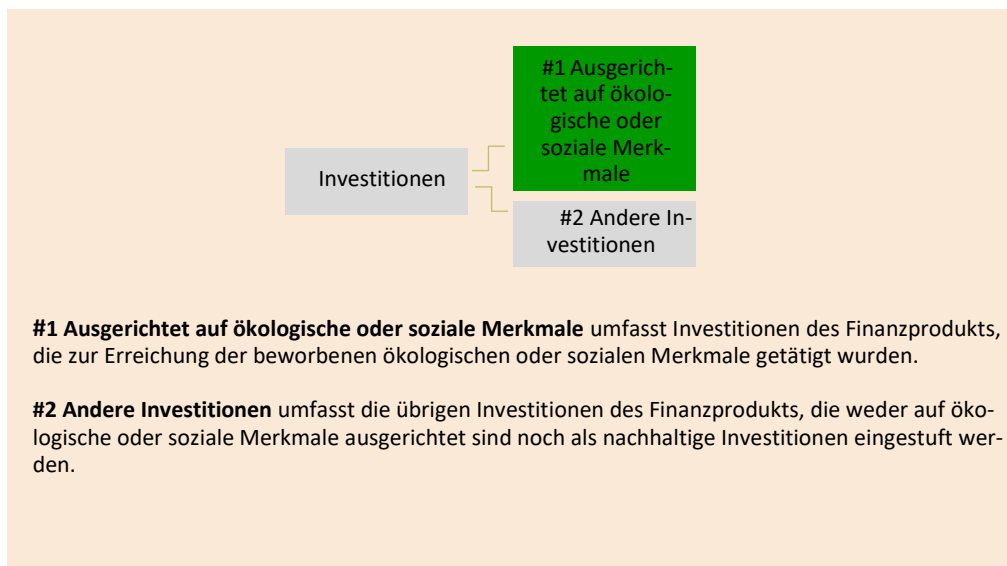 #1 Ausgerich-
tet auf ökolo-
gische oder
soziale Merk-
male
Investitionen
#2 Andere In-
vestitionen
#1 Ausgerichtet auf ökologische oder soziale Merkmale umfasst Investitionen des Finanzprodukts,
die zur Erreichung der beworbenen ökologischen oder sozialen Merkmale getätigt wurden.
#2 Andere Investitionen umfasst die übrigen Investitionen des Finanzprodukts, die weder auf öko-
logische oder soziale Merkmale ausgerichtet sind noch als nachhaltige Investitionen eingestuft wer-
den.